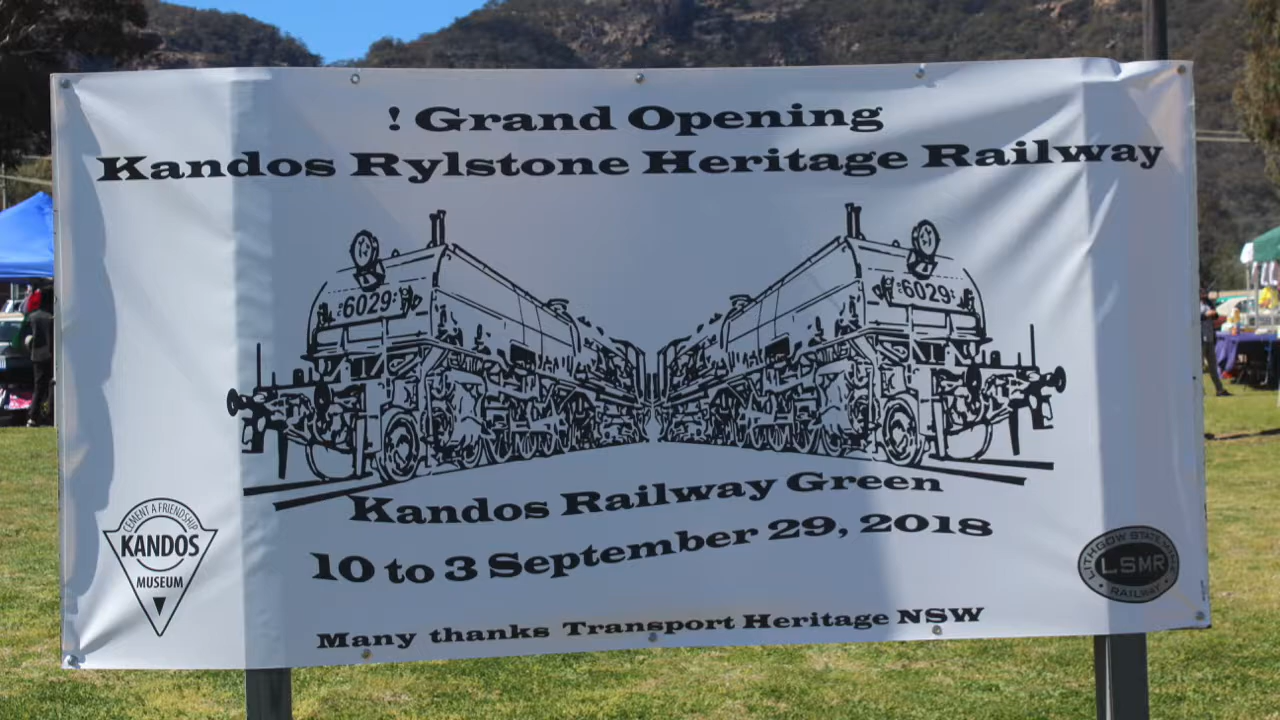 ! Grand Opening
Kandos Rylstone Heritage Railway
6029
6029
Kandos Railway Green
10 to 3 September 29, 2018
CEMENT A FRIENDSHIP
KANDOS
MUSEUM
LITHGOW STATE MINE
LSMR
RAILWAY
Many thanks Transport Heritage NSW